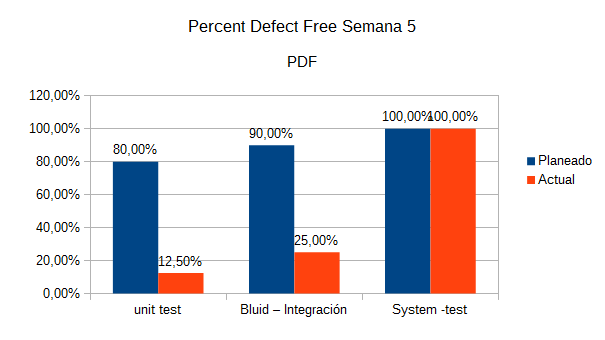 Percent Defect Free Semana 5
PDF
120,00%
100,00%
80,00%
60,00%
40,00%
20,00%
0,00%
80,00%
12,50%
90,00%
25,00%
100,00%
100,00%
unit test
Bluid – Integración
System -test
Planeado
Actual